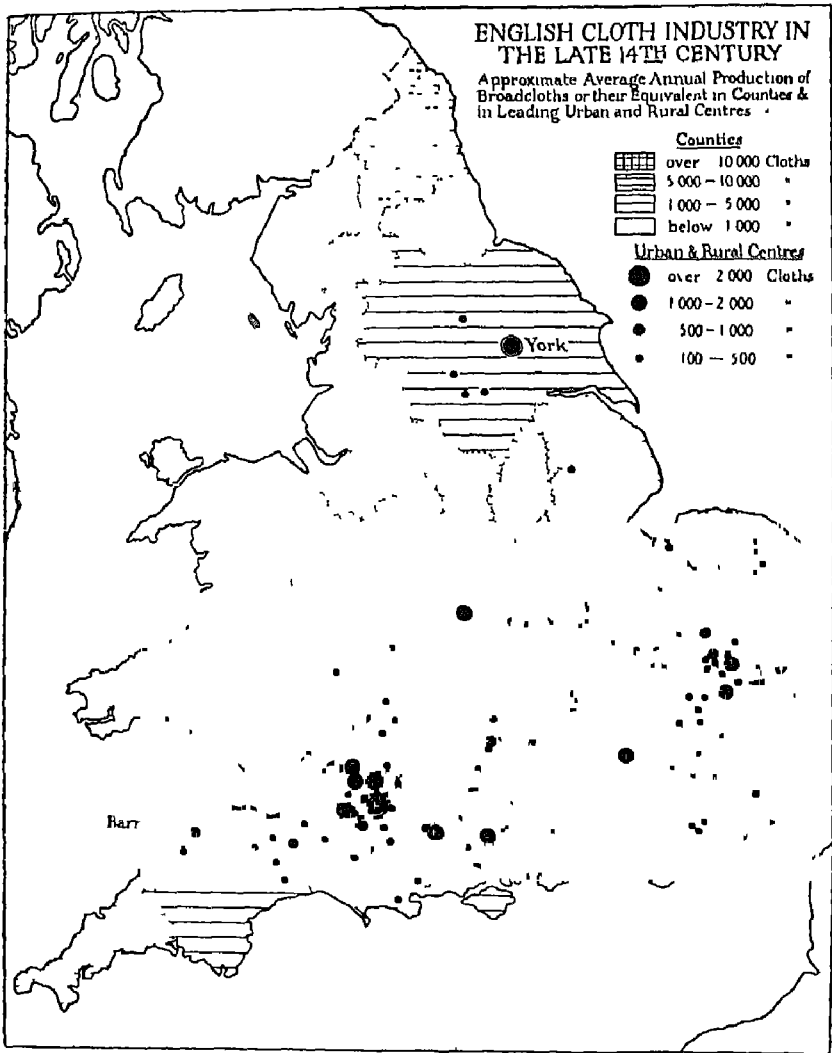 ENGLISH CLOTH INDUSTRY IN
THE LATE 14TH CENTURY
Approximate Average Annual Production of
Broadcloths or their Equivalent in Counties &
in Leading Urban and Rural Centres
Counties
over 10 000 Cloths
5 000 - 10 000 "
1 000 - 5 000 "
below 1 000 "
Urban & Rural Centres
over 2 000 Cloths
1 000 - 2 000 "
500 - 1 000 "
100 - 500 "
York
Barr